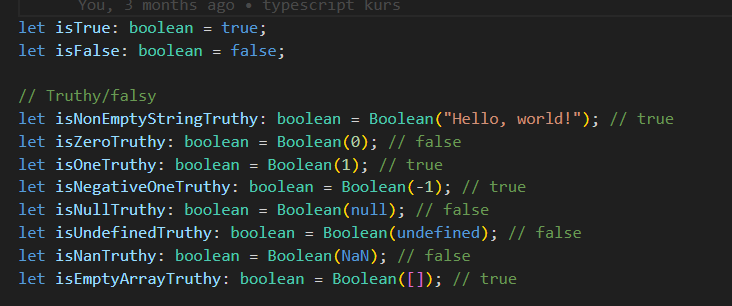 You, 3 months ago • typescript kurs
let isTrue: boolean = true;
let isFalse: boolean = false;
// Truthy/falsy
let isNonEmptyStringTruthy: boolean = Boolean("Hello, world!"); // true
let isZeroTruthy: boolean = Boolean(0); // false
let isOneTruthy: boolean = Boolean(1); // true
let isNegativeOneTruthy: boolean = Boolean(-1); // true
let isNullTruthy: boolean = Boolean(null); // false
let isUndefinedTruthy: boolean = Boolean(undefined); // false
let isNanTruthy: boolean = Boolean(NaN); // false
let isEmptyArrayTruthy: boolean = Boolean([]); // true